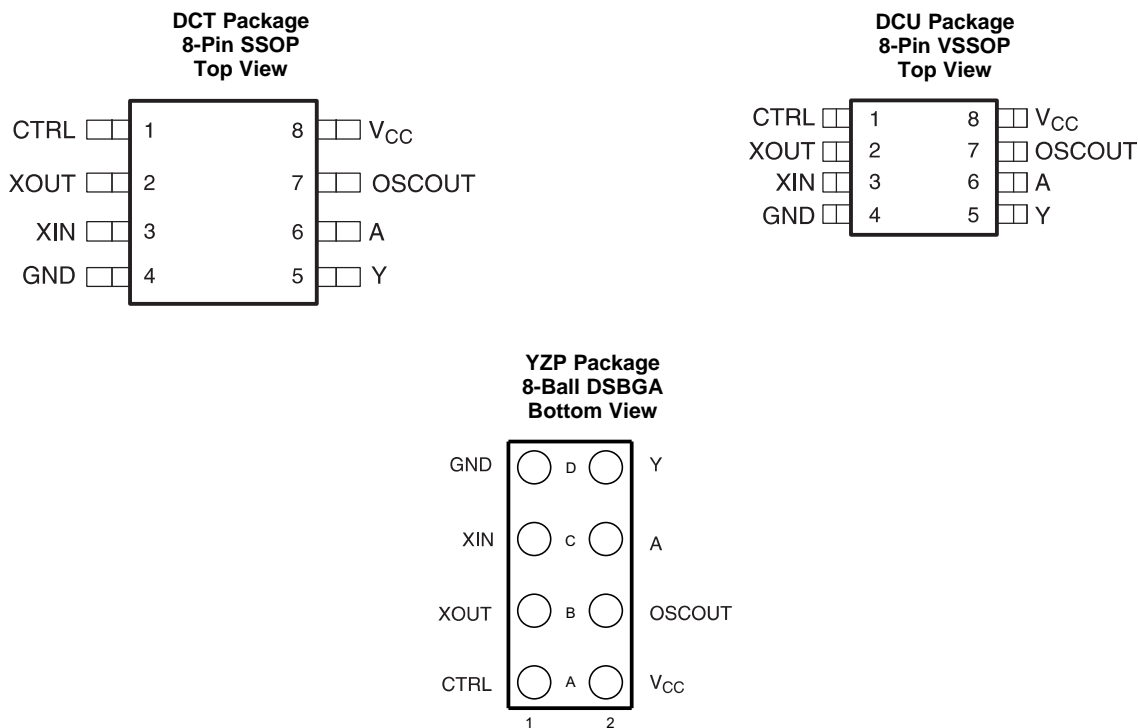 DCT Package
8-Pin SSOP
Top View
CTRL 1 8 VCC
XOUT 2 7 OSCOUT
XIN 3 6 A
GND 4 5 Y
DCU Package
8-Pin VSSOP
Top View
CTRL 1 8 VCC
XOUT 2 7 OSCOUT
XIN 3 6 A
GND 4 5 Y
YZP Package
8-Ball DSBGA
Bottom View
GND D Y
XIN C A
XOUT B OSCOUT
CTRL A VCC
1 2